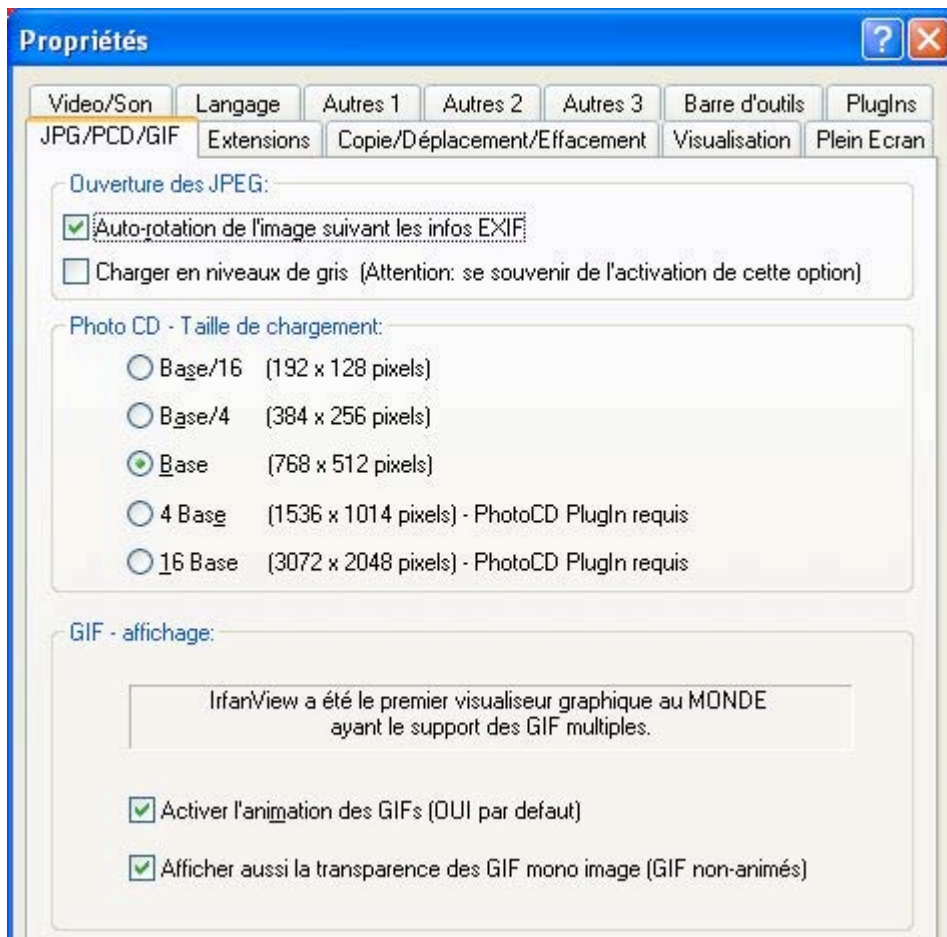 Propriétés
Video/Son Langage Autres 1 Autres 2 Autres 3 Barre d'outils PlugIns
JPG/PCD/GIF Extensions Copie/Déplacement/Effacement Visualisation Plein Ecran
Ouverture des JPEG:
Auto-rotation de l'image suivant les infos EXIF
Charger en niveaux de gris (Attention: se souvenir de l'activation de cette option)
Photo CD - Taille de chargement:
Base/16 (192 x 128 pixels)
Base/4 (384 x 256 pixels)
Base (768 x 512 pixels)
4 Base (1536 x 1014 pixels) - PhotoCD PlugIn requis
16 Base (3072 x 2048 pixels) - PhotoCD PlugIn requis
GIF - affichage:
IrfanView a été le premier visualiseur graphique au MONDE
ayant le support des GIF multiples.
Activer l'animation des GIFs (OUI par defaut)
Afficher aussi la transparence des GIF mono image (GIF non-animés)